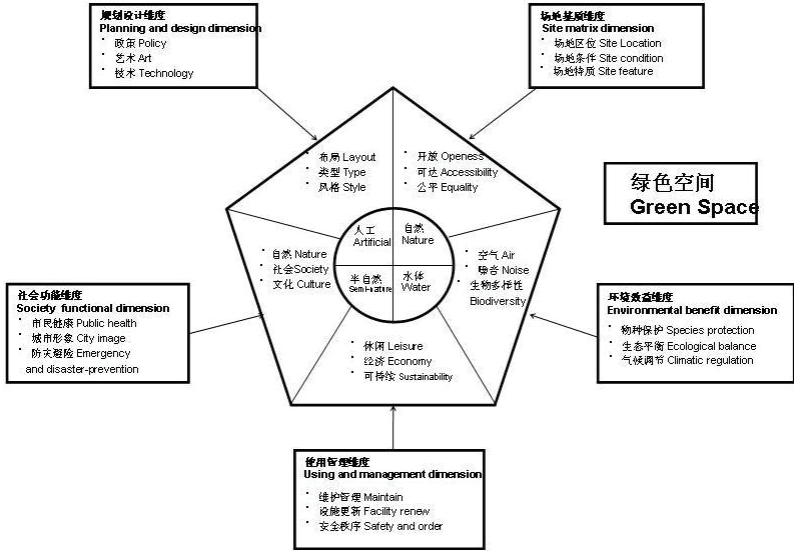 规划设计维度
Planning and design dimension
· 政策 Policy
· 艺术 Art
· 技术 Technology
场地基质维度
Site matrix dimension
· 场地区位 Site Location
· 场地条件 Site condition
· 场地特质 Site feature
· 布局 Layout
· 类型 Type
· 风格 Style
· 开放 Openess
· 可达 Accessibility
· 公平 Equality
绿色空间
Green Space
人工
Artificial
自然
Nature
半自然
Semi-nature
水体
Water
· 自然 Nature
· 社会Society
· 文化 Culture
· 空气 Air
· 噪音 Noise
· 生物多样性
Biodiversity
社会功能维度
Society functional dimension
· 市民健康 Public health
· 城市形象 City image
· 防灾避险 Emergency
and disaster-prevention
环境效益维度
Environmental benefit dimension
· 物种保护 Species protection
· 生态平衡 Ecological balance
· 气候调节 Climatic regulation
· 休闲 Leisure
· 经济 Economy
· 可持续 Sustainability
使用管理维度
Using and management dimension
· 维护管理 Maintain
· 设施更新 Facility renew
· 安全秩序 Safety and order